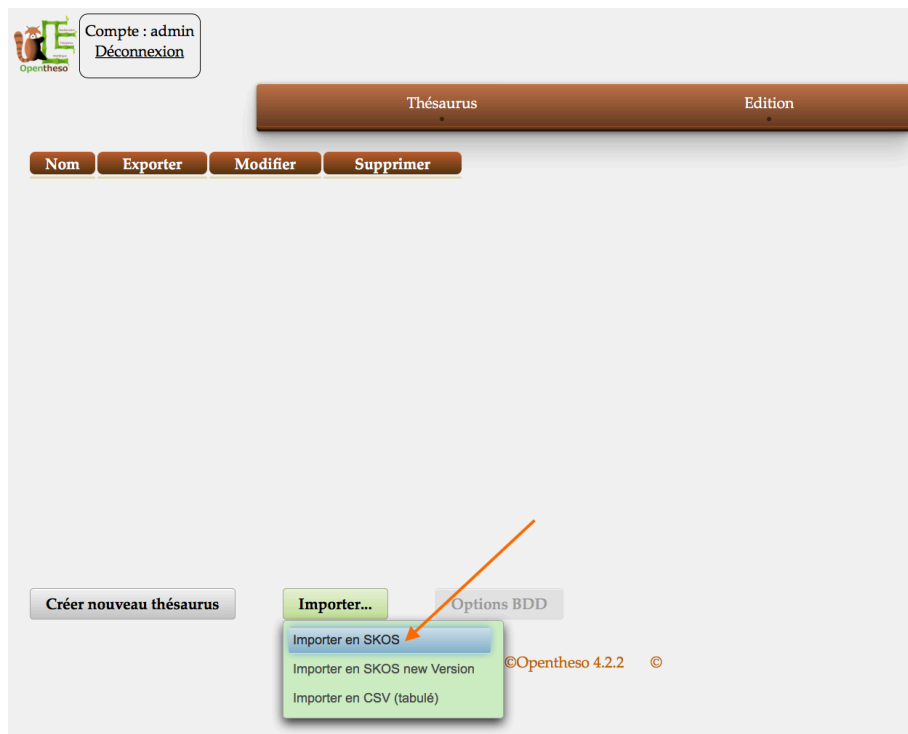 Compte : admin
Déconnexion
Opentheso
Thésaurus
Edition
Nom
Exporter
Modifier
Supprimer
Créer nouveau thésaurus
Importer...
Options BDD
Importer en SKOS
Importer en SKOS new Version
Importer en CSV (tabulé)
©Opentheso 4.2.2 ©